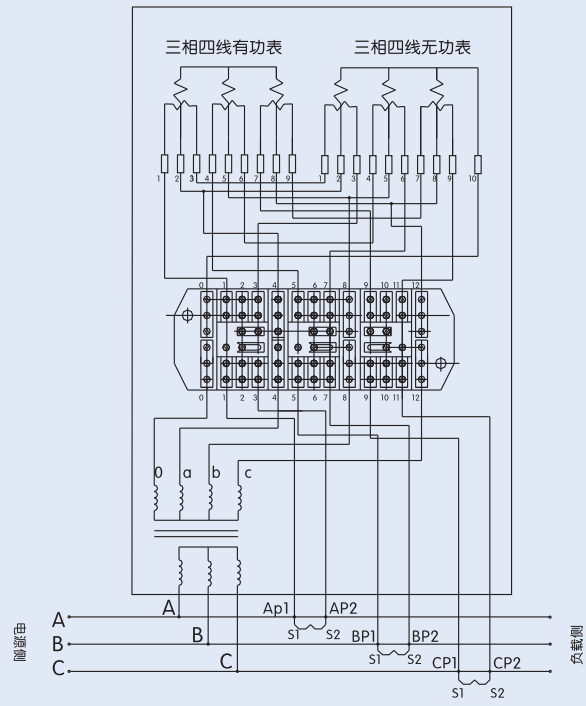 三相四线有功表 三相四线无功表
1 2 3 4 5 6 7 8 9 1 2 3 4 5 6 7 8 9 10
0 1 2 3 4 5 6 7 8 9 10 11 12
0 1 2 3 4 5 6 7 8 9 10 11 12
0 a b c
A A Ap1 AP2
S1 S2
B B BP1 BP2
S1 S2
C C CP1 CP2
S1 S2
电源侧
负载侧